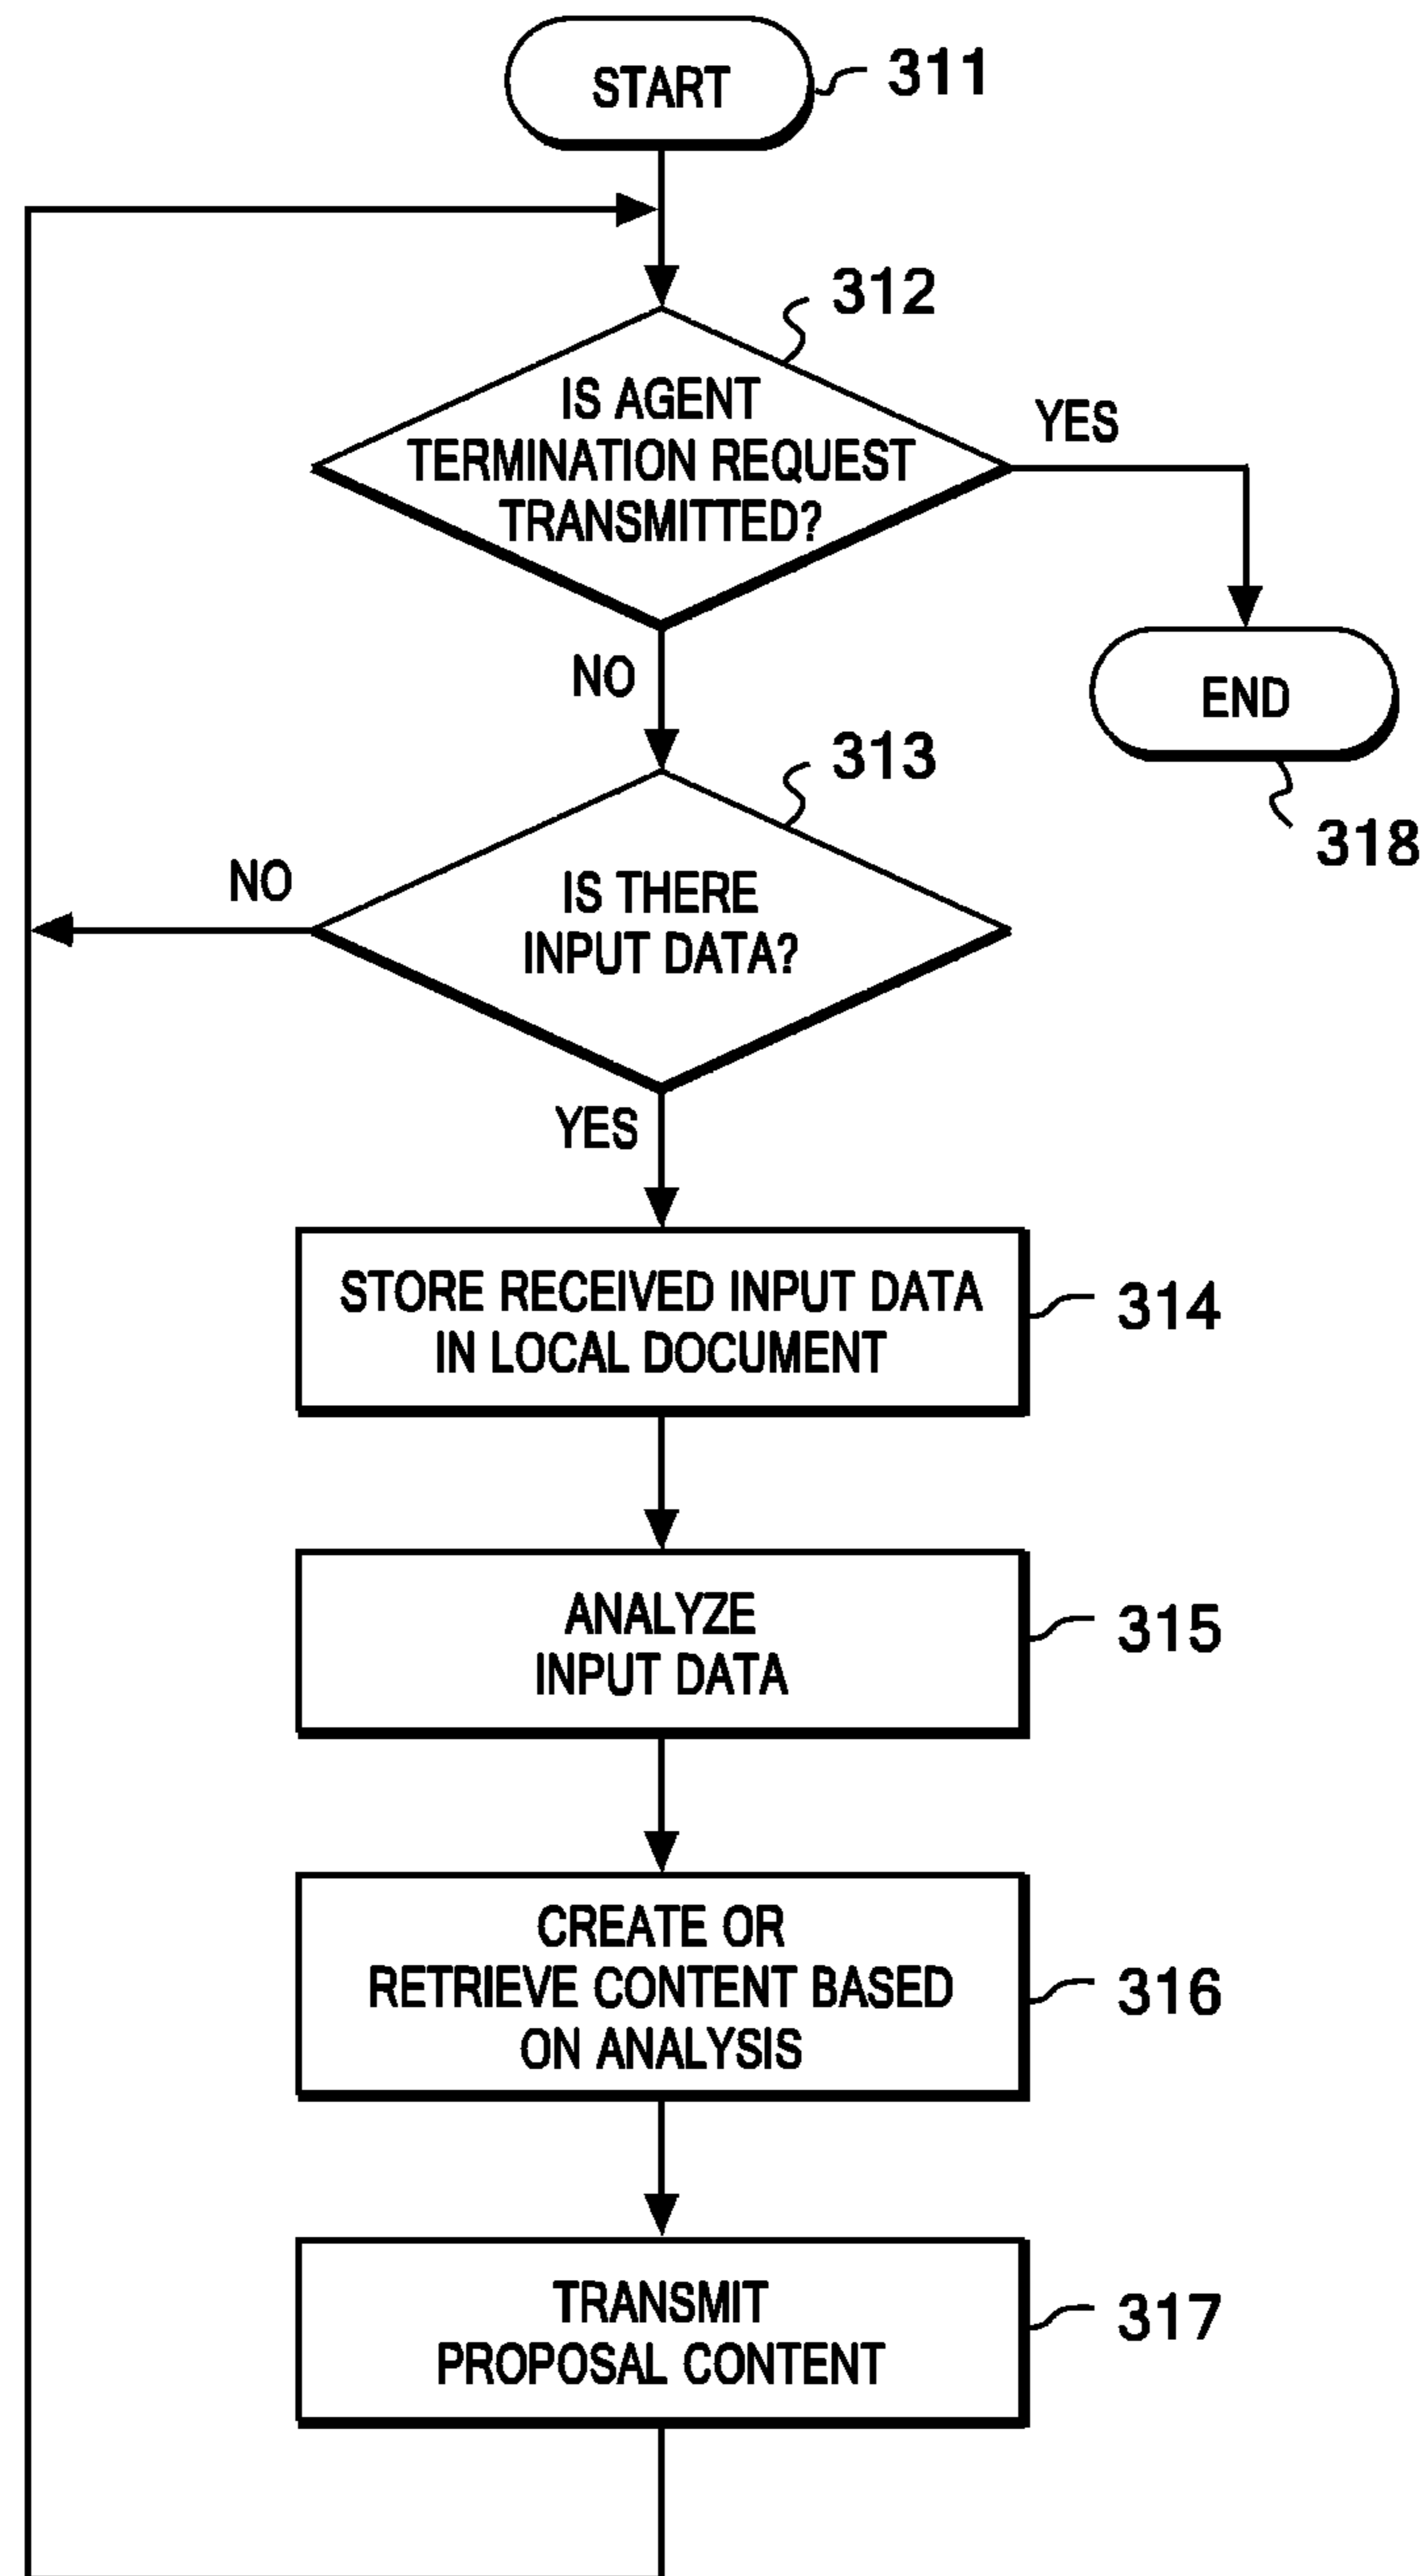 START
311
312
IS AGENT
TERMINATION REQUEST
TRANSMITTED?
YES
NO
END
318
313
NO
IS THERE
INPUT DATA?
YES
STORE RECEIVED INPUT DATA
IN LOCAL DOCUMENT
314
ANALYZE
INPUT DATA
315
CREATE OR
RETRIEVE CONTENT BASED
ON ANALYSIS
316
TRANSMIT
PROPOSAL CONTENT
317